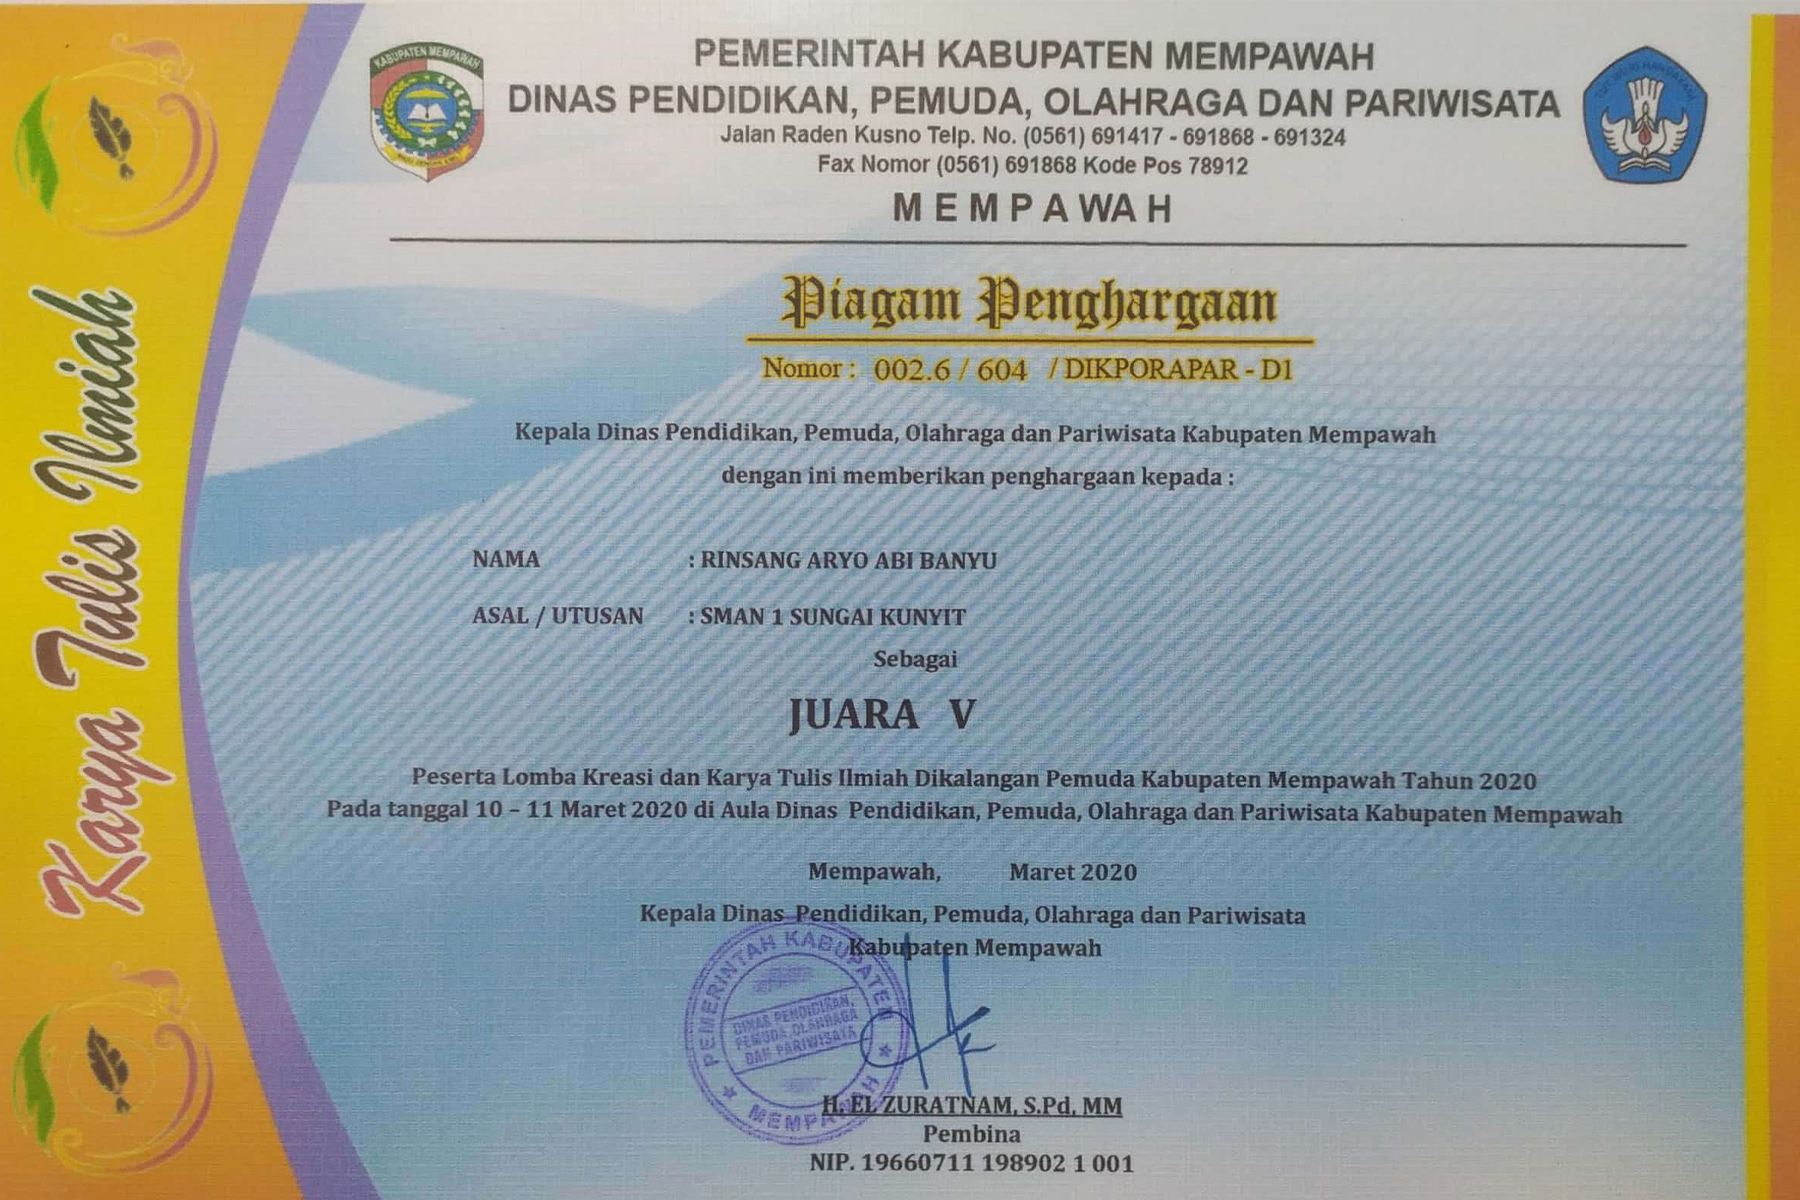 KABUPATEN MEMPAWAH
PEMERINTAH KABUPATEN MEMPAWAH
DINAS PENDIDIKAN, PEMUDA, OLAHRAGA DAN PARIWISATA
Jalan Raden Kusno Telp. No. (0561) 691417 - 691868 - 691324
Fax Nomor (0561) 691868 Kode Pos 78912
M E M P A WA H
TUT WURI HANDAYANI
Karya Tulis Ilmiah
Piagam Penghargaan
Nomor : 002.6 / 604 / DIKPORAPAR - D1
Kepala Dinas Pendidikan, Pemuda, Olahraga dan Pariwisata Kabupaten Mempawah
dengan ini memberikan penghargaan kepada :
NAMA : RINSANG ARYO ABI BANYU
ASAL / UTUSAN : SMAN 1 SUNGAI KUNYIT
Sebagai
JUARA V
Peserta Lomba Kreasi dan Karya Tulis Ilmiah Dikalangan Pemuda Kabupaten Mempawah Tahun 2020
Pada tanggal 10 – 11 Maret 2020 di Aula Dinas Pendidikan, Pemuda, Olahraga dan Pariwisata Kabupaten Mempawah
Mempawah, Maret 2020
Kepala Dinas Pendidikan, Pemuda, Olahraga dan Pariwisata
Kabupaten Mempawah
PEMERINTAH KABUPATEN
DINAS PENDIDIKAN,
PEMUDA, OLAHRAGA
DAN PARIWISATA
MEMPAWAH
H. EL ZURATNAM, S.Pd, MM
Pembina
NIP. 19660711 198902 1 001